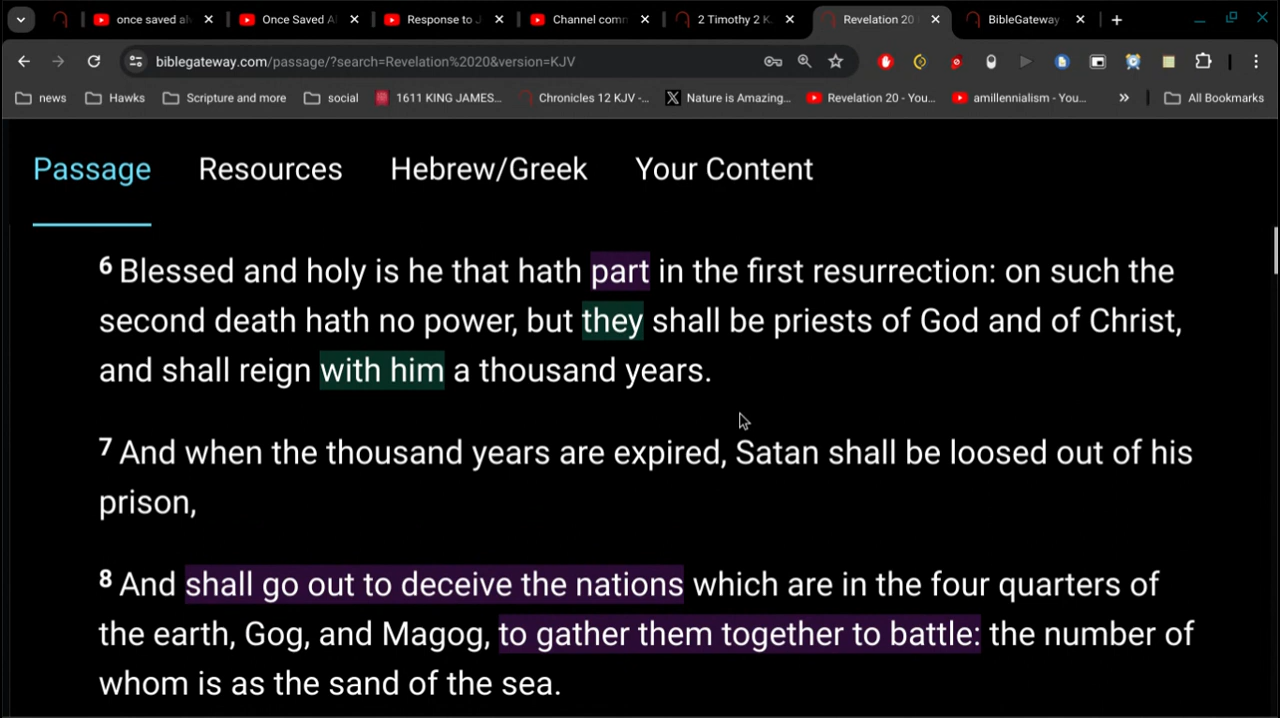 once saved al
Once Saved A
Response to J
Channel com
2 Timothy 2 K
Revelation 20
BibleGateway
biblegateway.com/passage/?search=Revelation%2020&version=KJV
news
Hawks
Scripture and more
social
1611 KING JAMES...
Chronicles 12 KJV -...
Nature is Amazing...
Revelation 20 - You...
amillennialism - You...
»
All Bookmarks
Passage
Resources
Hebrew/Greek
Your Content
6 Blessed and holy is he that hath part in the first resurrection: on such the
second death hath no power, but they shall be priests of God and of Christ,
and shall reign with him a thousand years.
7 And when the thousand years are expired, Satan shall be loosed out of his
prison,
8 And shall go out to deceive the nations which are in the four quarters of
the earth, Gog, and Magog, to gather them together to battle: the number of
whom is as the sand of the sea.